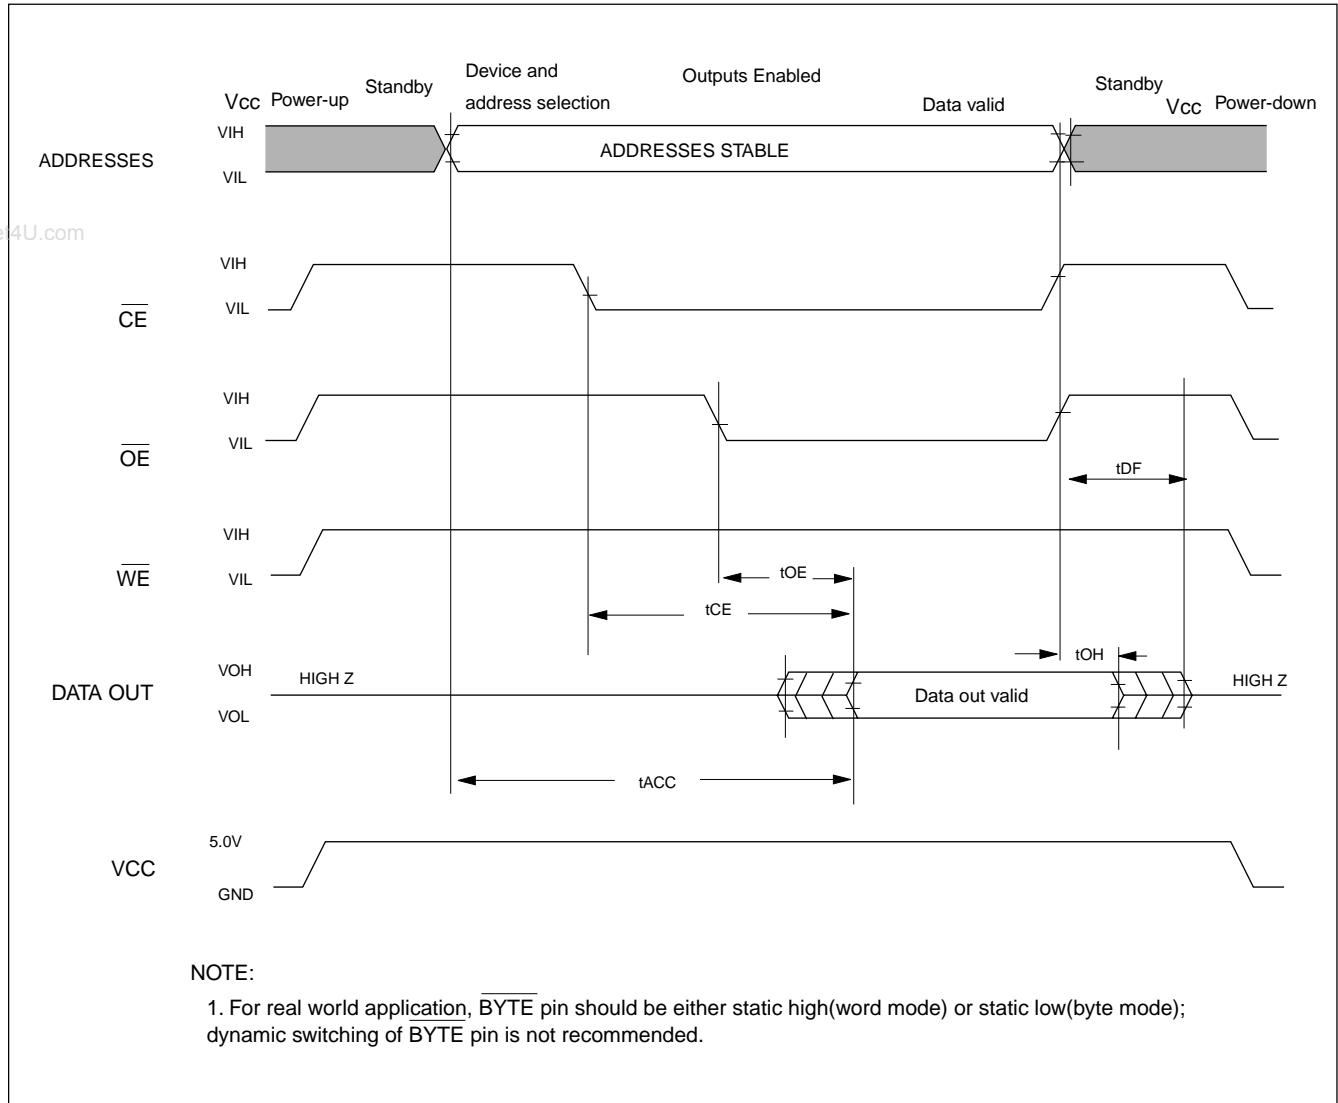 Device and
Standby
Outputs Enabled
Standby
Vcc Power-up
address selection
Data valid
Vcc Power-down
VIH
ADDRESSES
ADDRESSES STABLE
VIL
et4U.com
VIH
CE
VIL
VIH
OE
VIL
tDF
VIH
WE
VIL
tOE
tCE
tOH
VOH
HIGH Z
HIGH Z
DATA OUT
Data out valid
VOL
tACC
5.0V
VCC
GND
NOTE:
1. For real world application, BYTE pin should be either static high(word mode) or static low(byte mode);
dynamic switching of BYTE pin is not recommended.